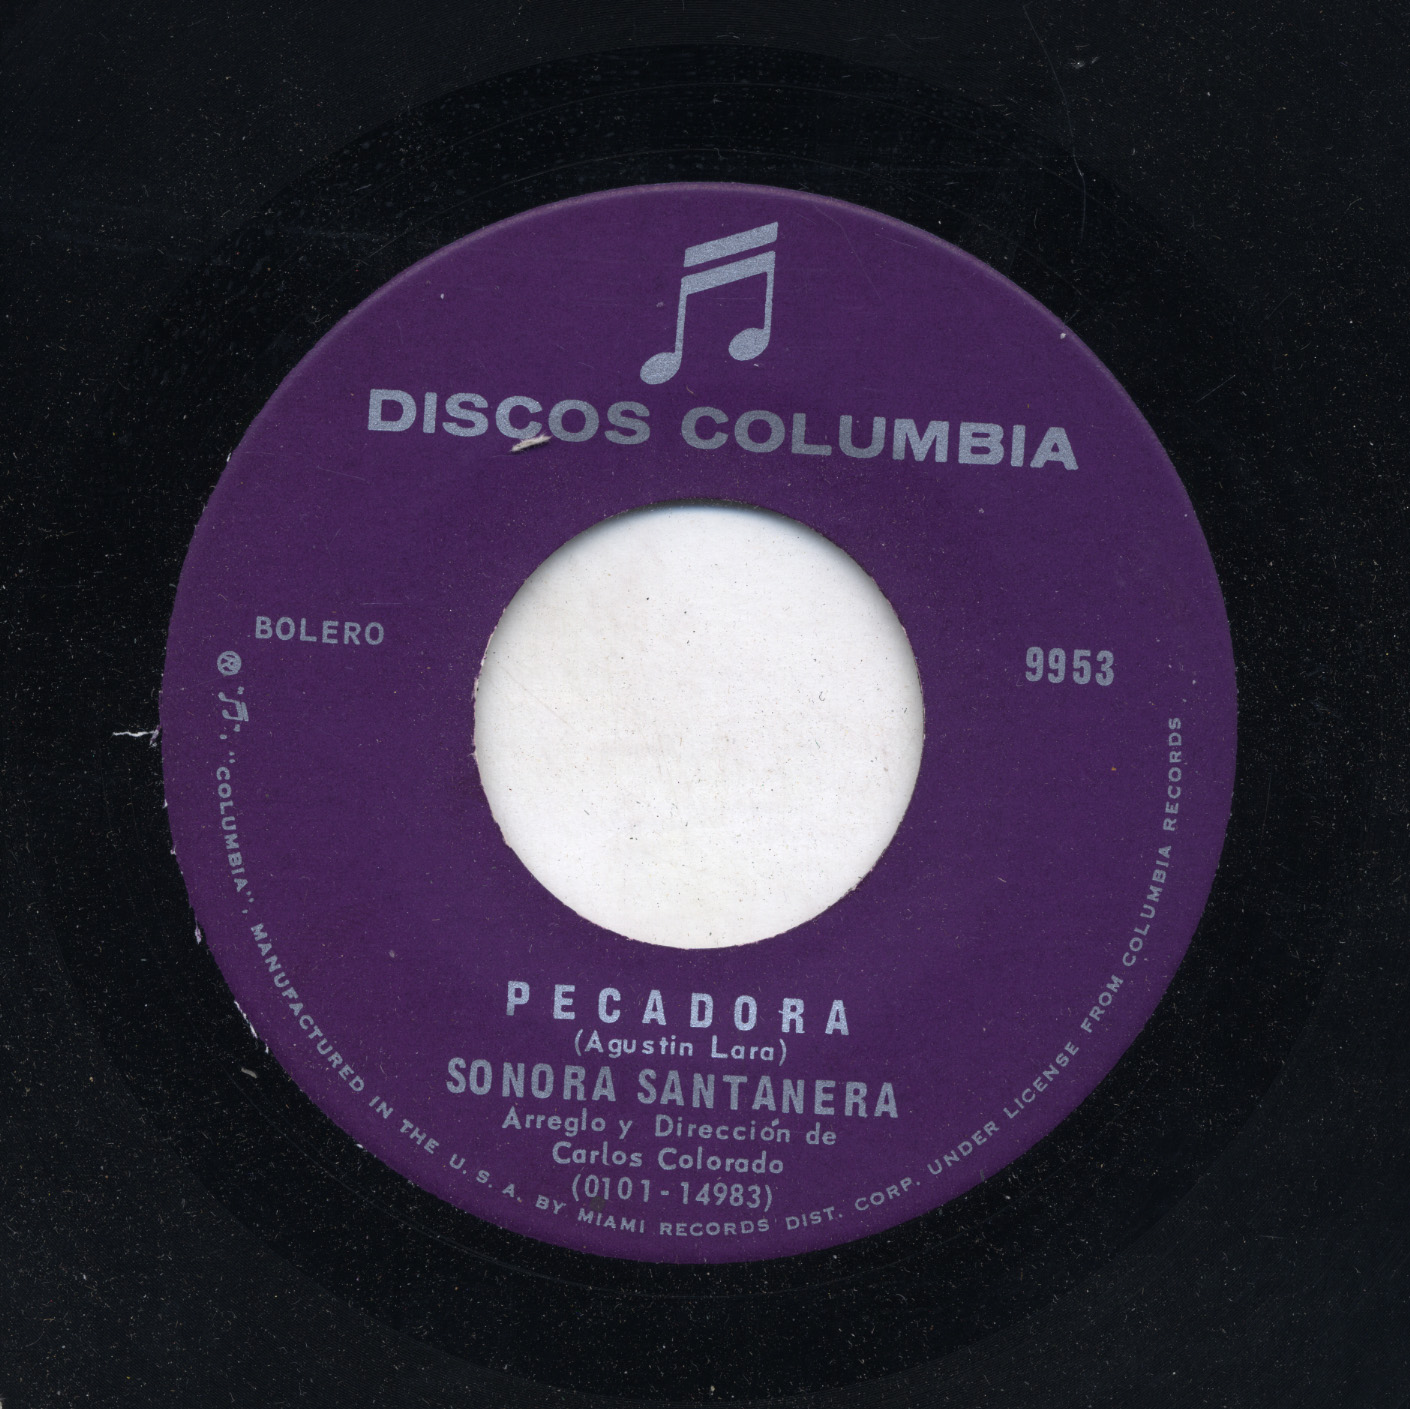 DISCOS COLUMBIA
BOLERO
9953
PECADORA
(Agustin Lara)
SONORA SANTANERA
Arreglo y Dirección de
Carlos Colorado
(0101-14983)
® "♫", "COLUMBIA", MANUFACTURED IN THE U. S. A. BY MIAMI RECORDS DIST. CORP. UNDER LICENSE FROM COLUMBIA RECORDS